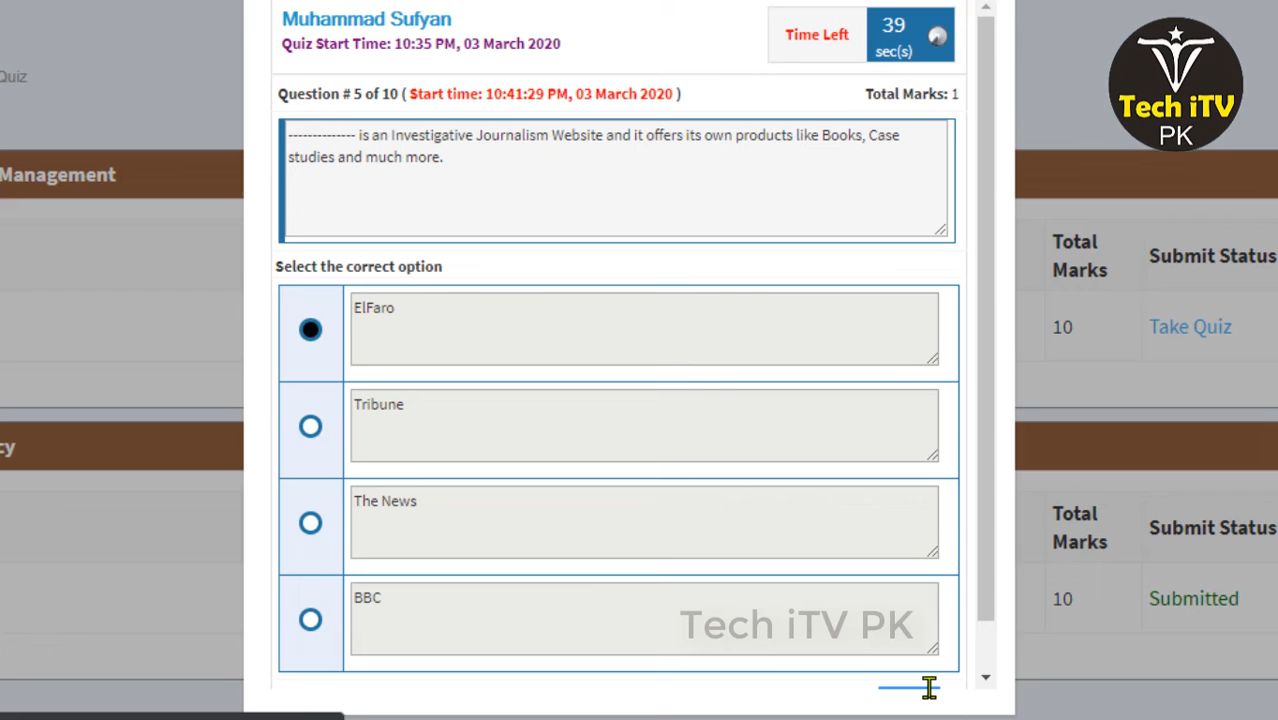 Muhammad Sufyan
Quiz Start Time: 10:35 PM, 03 March 2020
Time Left
39
sec(s)
Tech iTV
PK
Quiz
Question # 5 of 10 ( Start time: 10:41:29 PM, 03 March 2020 )
Total Marks: 1
-------------- is an Investigative Journalism Website and it offers its own products like Books, Case
studies and much more.
Management
Total
Marks
Submit Status
Select the correct option
ElFaro
10
Take Quiz
Tribune
cy
The News
Total
Marks
Submit Status
BBC
10
Submitted
Tech iTV PK